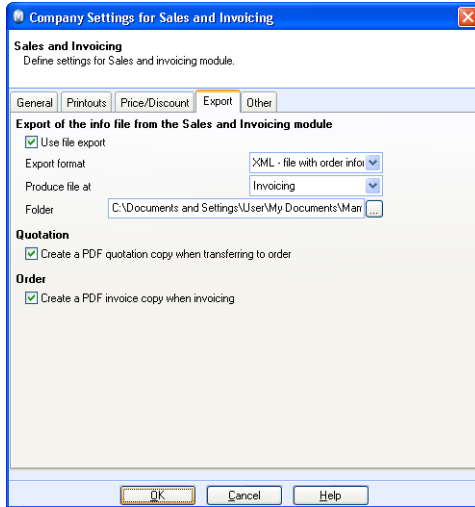 Company Settings for Sales and Invoicing
Sales and Invoicing
Define settings for Sales and invoicing module.
General Printouts Price/Discount Export Other
Export of the info file from the Sales and Invoicing module
Use file export
Export format XML - file with order infor
Produce file at Invoicing
Folder C:\Documents and Settings\User\My Documents\Mam ...
Quotation
Create a PDF quotation copy when transferring to order
Order
Create a PDF invoice copy when invoicing
OK Cancel Help